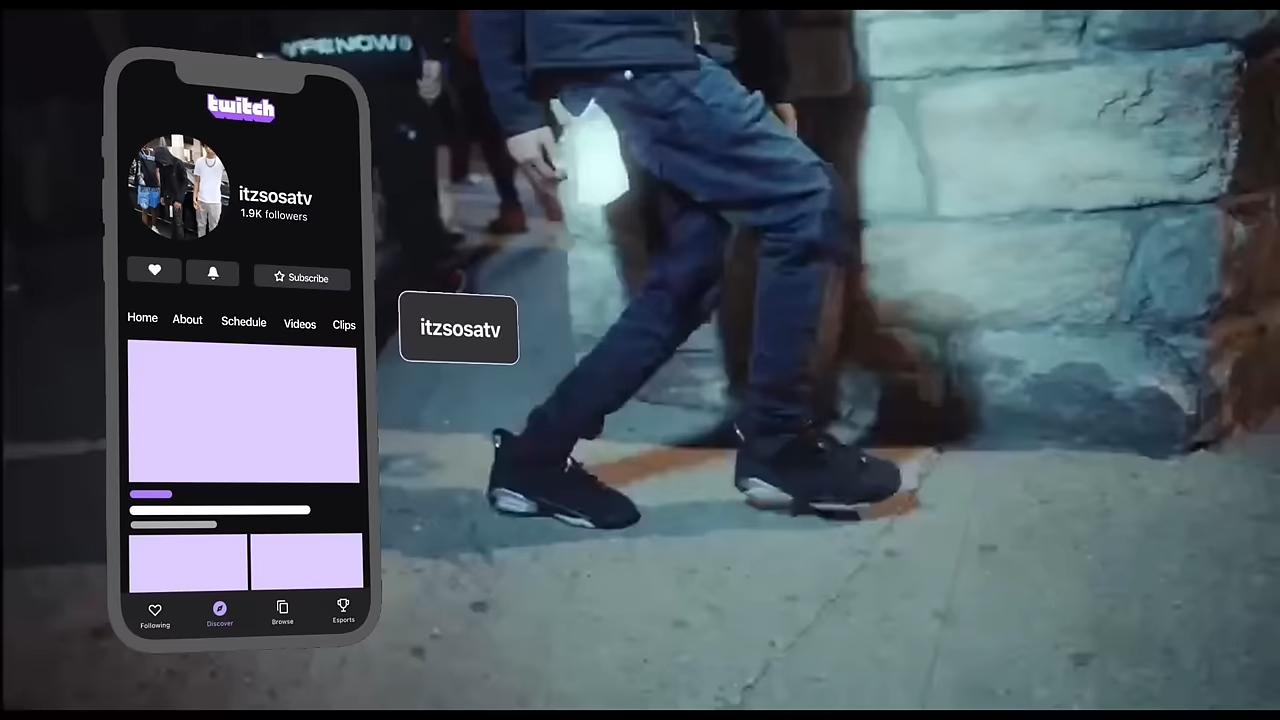 twitch
itzsosatv
1.9K followers
Subscribe
Home About Schedule Videos Clips
itzsosatv
Following Discover Browse Esports